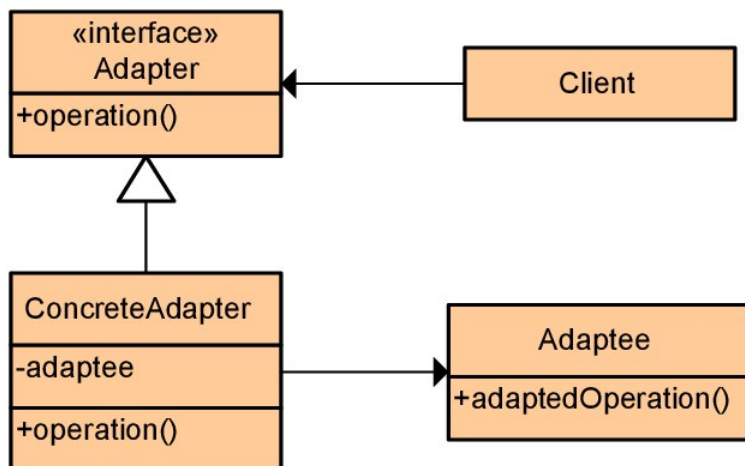 «interface»
Adapter
+operation()
Client
ConcreteAdapter
-adaptee
+operation()
Adaptee
+adaptedOperation()